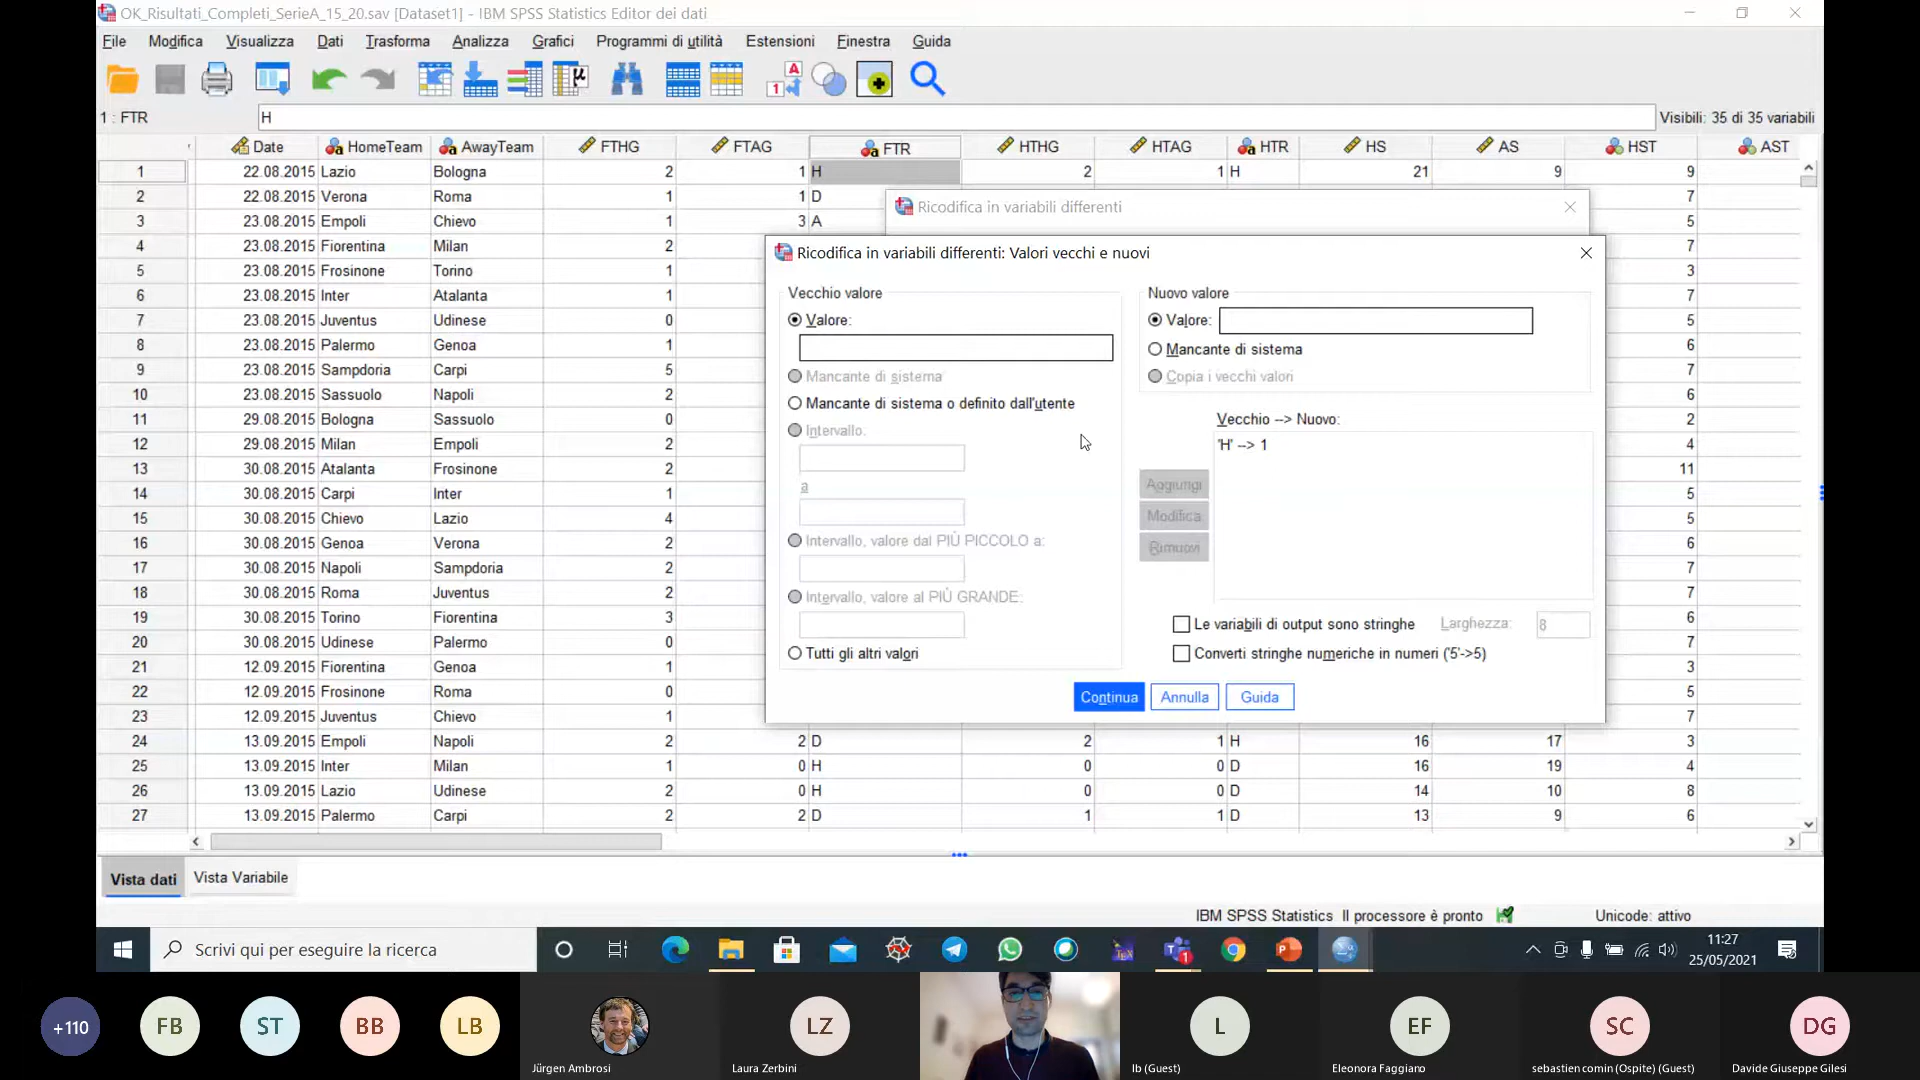 OK_Risultati_Completi_SerieA_15_20.sav [Dataset1] - IBM SPSS Statistics Editor dei dati
File Modifica Visualizza Dati Trasforma Analizza Grafici Programmi di utilità Estensioni Finestra Guida
1 : FTR H Visibili: 35 di 35 variabili
Date HomeTeam AwayTeam FTHG FTAG FTR HTHG HTAG HTR HS AS HST AST
1 22.08.2015 Lazio Bologna 2 1 H 2 1 H 21 9 9
2 22.08.2015 Verona Roma 1 1 D 7
3 23.08.2015 Empoli Chievo 1 3 A 5
4 23.08.2015 Fiorentina Milan 2 7
5 23.08.2015 Frosinone Torino 1 3
6 23.08.2015 Inter Atalanta 1 7
7 23.08.2015 Juventus Udinese 0 5
8 23.08.2015 Palermo Genoa 1 6
9 23.08.2015 Sampdoria Carpi 5 7
10 23.08.2015 Sassuolo Napoli 2 6
11 29.08.2015 Bologna Sassuolo 0 2
12 29.08.2015 Milan Empoli 2 4
13 30.08.2015 Atalanta Frosinone 2 11
14 30.08.2015 Carpi Inter 1 5
15 30.08.2015 Chievo Lazio 4 5
16 30.08.2015 Genoa Verona 2 6
17 30.08.2015 Napoli Sampdoria 2 7
18 30.08.2015 Roma Juventus 2 7
19 30.08.2015 Torino Fiorentina 3 6
20 30.08.2015 Udinese Palermo 0 7
21 12.09.2015 Fiorentina Genoa 1 3
22 12.09.2015 Frosinone Roma 0 5
23 12.09.2015 Juventus Chievo 1 7
24 13.09.2015 Empoli Napoli 2 2 D 2 1 H 16 17 3
25 13.09.2015 Inter Milan 1 0 H 0 0 D 16 19 4
26 13.09.2015 Lazio Udinese 2 0 H 0 0 D 14 10 8
27 13.09.2015 Palermo Carpi 2 2 D 1 1 D 13 9 6
Ricodifica in variabili differenti
Ricodifica in variabili differenti: Valori vecchi e nuovi
Vecchio valore
Valore:
Mancante di sistema
Mancante di sistema o definito dall'utente
Intervallo:
a
Intervallo, valore dal PIÙ PICCOLO a:
Intervallo, valore al PIÙ GRANDE:
Tutti gli altri valori
Nuovo valore
Valore:
Mancante di sistema
Copia i vecchi valori
Vecchio --> Nuovo:
'H' --> 1
Aggiungi
Modifica
Rimuovi
Le variabili di output sono stringhe Larghezza: 8
Converti stringhe numeriche in numeri ('5'->5)
Continua Annulla Guida
Vista dati Vista Variabile
IBM SPSS Statistics Il processore è pronto Unicode: attivo
Scrivi qui per eseguire la ricerca
1
11:27
25/05/2021
+110 FB ST BB LB LZ L EF SC DG
Jürgen Ambrosi Laura Zerbini lb (Guest) Eleonora Faggiano sebastien comin (Ospite) (Guest) Davide Giuseppe Gilesi